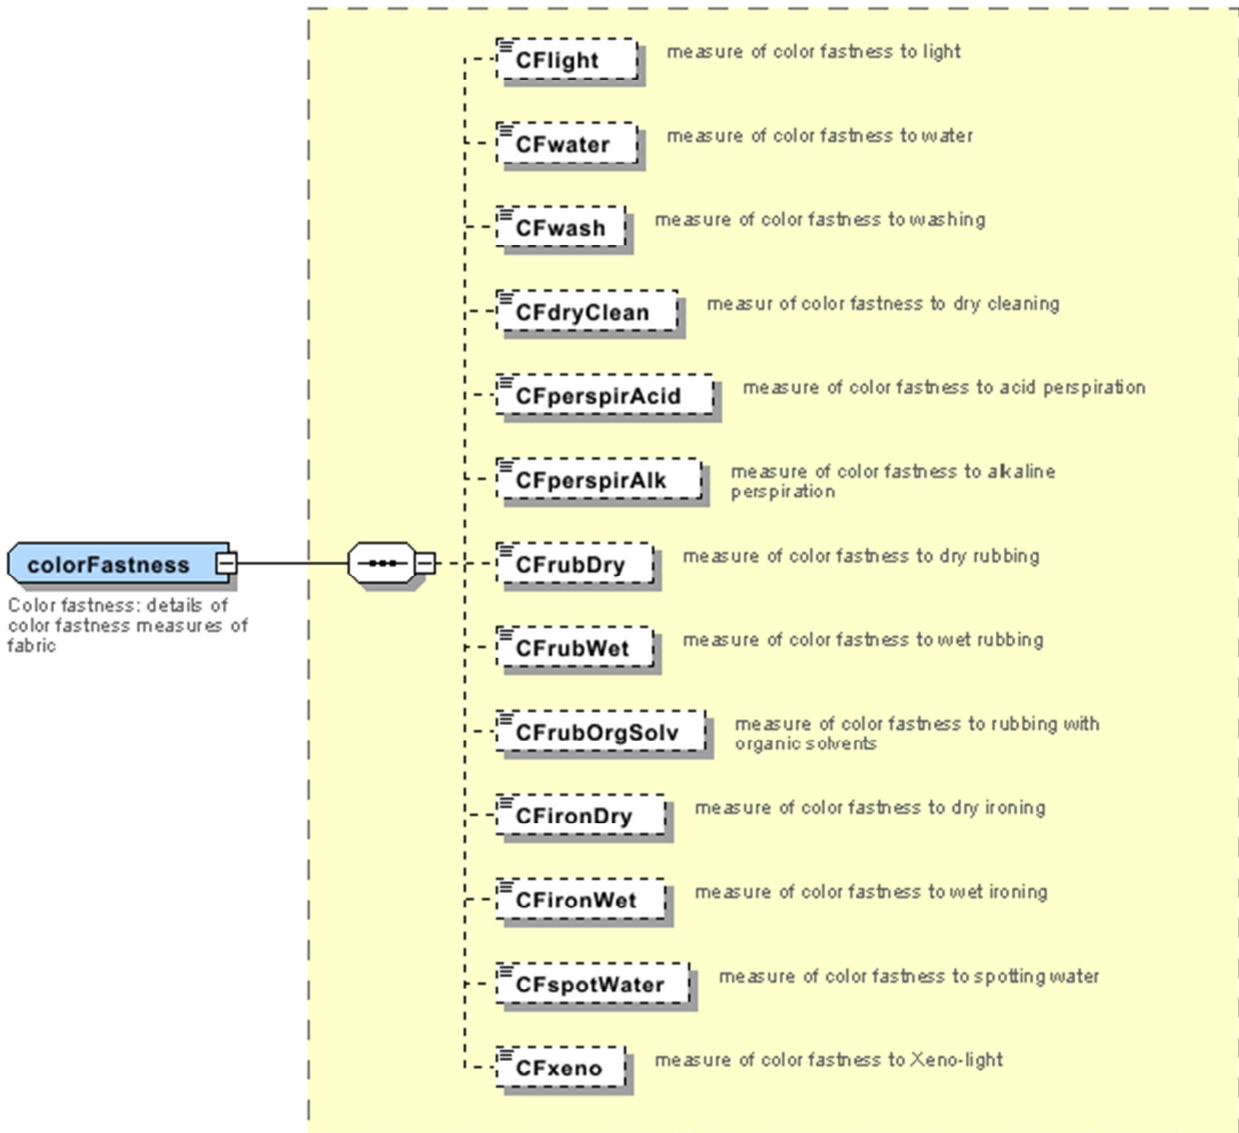 CFlight
measure of color fastness to light
CFwater
measure of color fastness to water
CFwash
measure of color fastness to washing
CFdryClean
measur of color fastness to dry cleaning
CFperspirAcid
measure of color fastness to acid perspiration
CFperspirAlk
measure of color fastness to alkaline
perspiration
colorFastness
Color fastness: details of
color fastness measures of
fabric
CFrubDry
measure of color fastness to dry rubbing
CFrubWet
measure of color fastness to wet rubbing
CFrubOrgSolv
measure of color fastness to rubbing with
organic solvents
CFironDry
measure of color fastness to dry ironing
CFironWet
measure of color fastness to wet ironing
CFspotWater
measure of color fastness to spotting water
CFxeno
measure of color fastness to Xeno-light